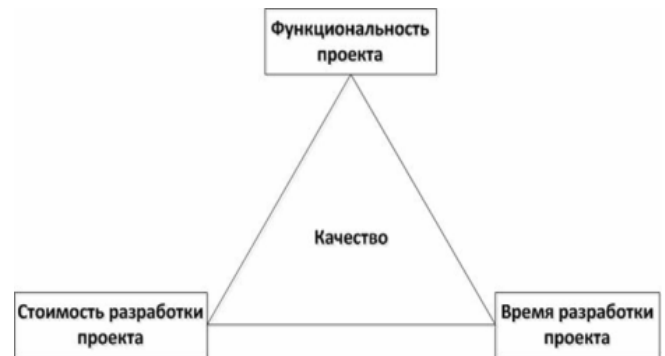 Функциональность
проекта
Качество
Стоимость разработки
проекта
Время разработки
проекта